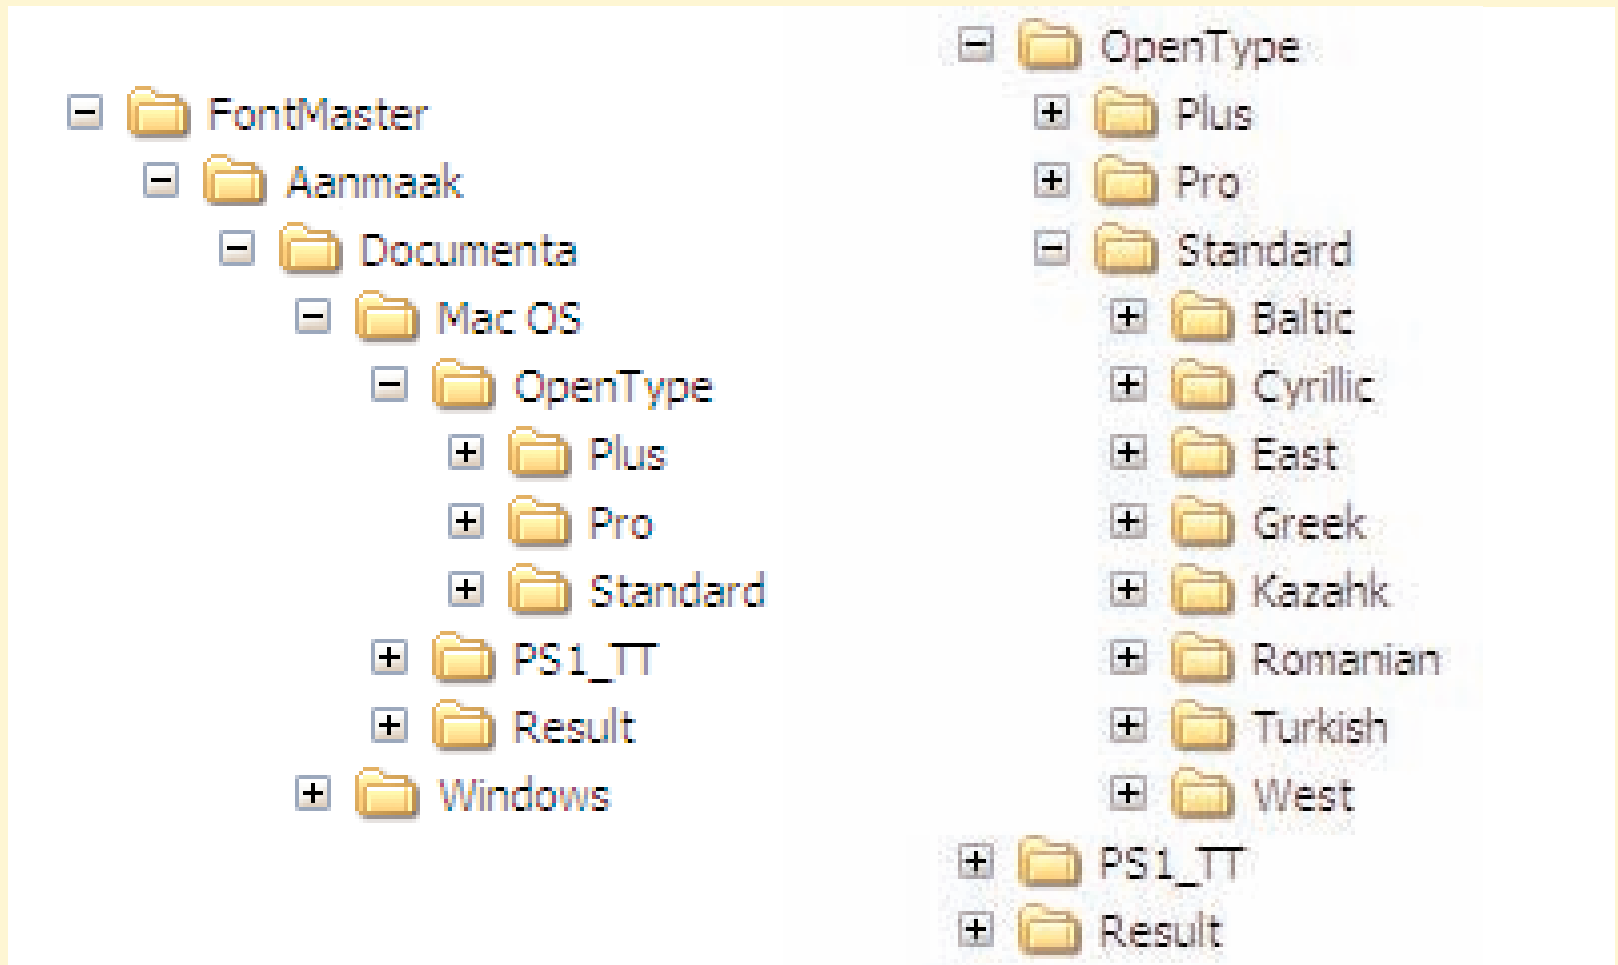 FontMaster
Aanmaak
Documenta
Mac OS
OpenType
Plus
Pro
Standard
PS1_TT
Result
Windows
OpenType
Plus
Pro
Standard
Baltic
Cyrillic
East
Greek
Kazahk
Romanian
Turkish
West
PS1_TT
Result